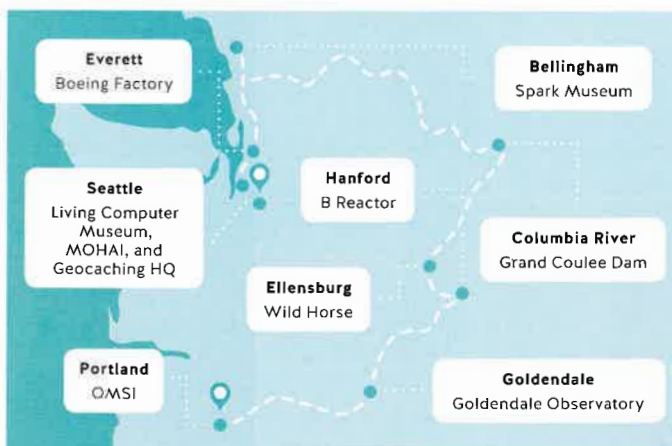 Everett
Boeing Factory
Bellingham
Spark Museum
Seattle
Living Computer
Museum,
MOHAI, and
Geocaching HQ
Hanford
B Reactor
Columbia River
Grand Coulee Dam
Ellensburg
Wild Horse
Portland
OMSI
Goldendale
Goldendale Observatory